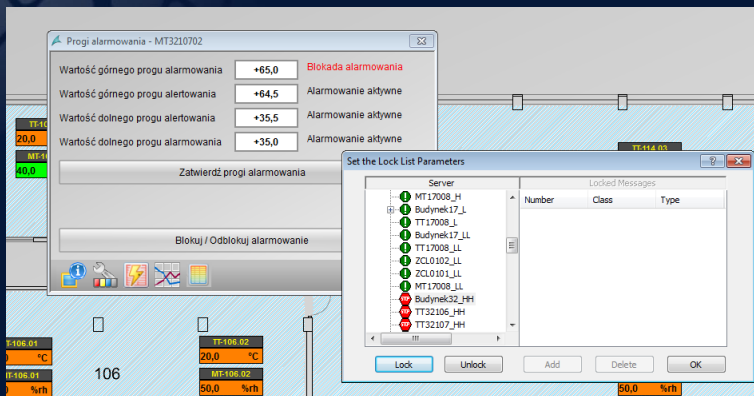 Progi alarmowania - MT3210702
Wartość górnego progu alarmowania +65,0 Blokada alarmowania
Wartość górnego progu alertowania +64,5 Alarmowanie aktywne
Wartość dolnego progu alertowania +35,5 Alarmowanie aktywne
Wartość dolnego progu alarmowania +35,0 Alarmowanie aktywne
Zatwierdź progi alarmowania
Blokuj / Odblokuj alarmowanie
20,0
40,0
TT-114.03
Set the Lock List Parameters
Server
Locked Messages
Number Class Type
MT17008_H
Budynek17_L
TT17008_L
Budynek17_LL
TT17008_LL
ZCL0102_LL
ZCL0101_LL
MT17008_LL
Budynek32_HH
TT32106_HH
TT32107_HH
Lock Unlock Add Delete OK
T-106.01
°C
T-106.01
%rh
106
TT-106.02
20,0 °C
MT-106.02
50,0 %rh
50,0 %rh